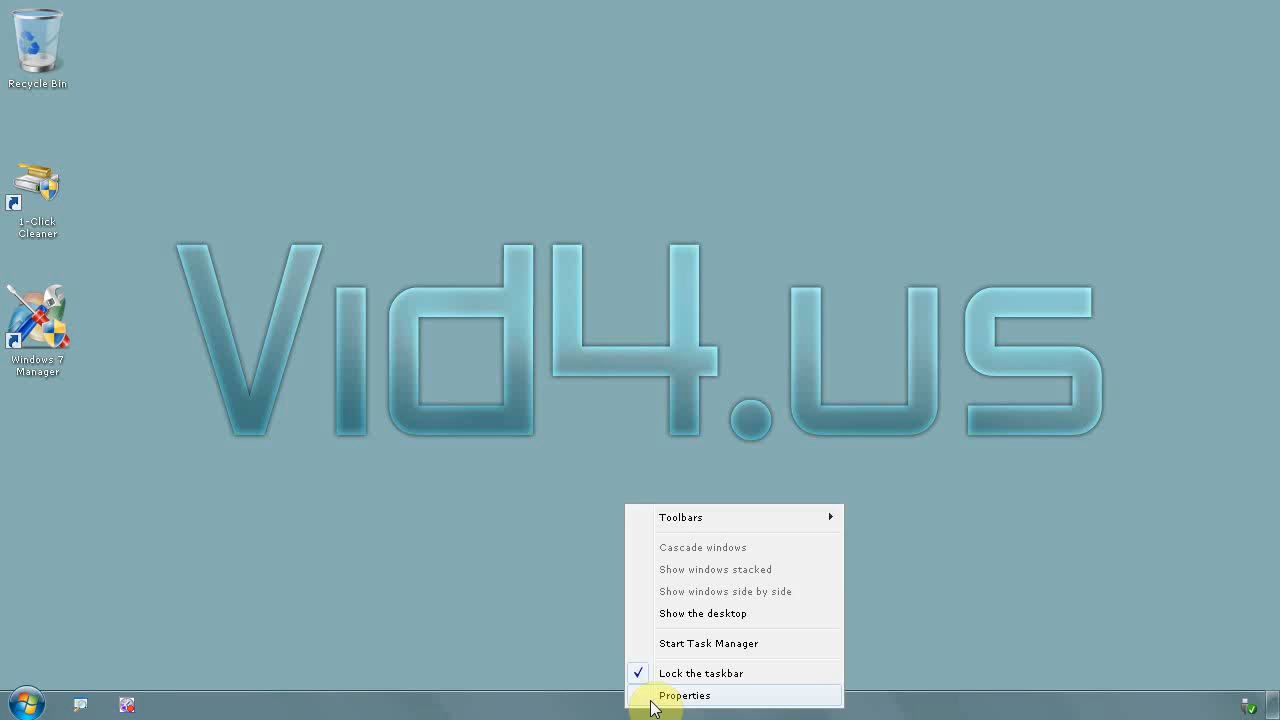 Recycle Bin
1-Click
Cleaner
Windows 7
Manager
Vid4.us
Toolbars
Cascade windows
Show windows stacked
Show windows side by side
Show the desktop
Start Task Manager
Lock the taskbar
Properties